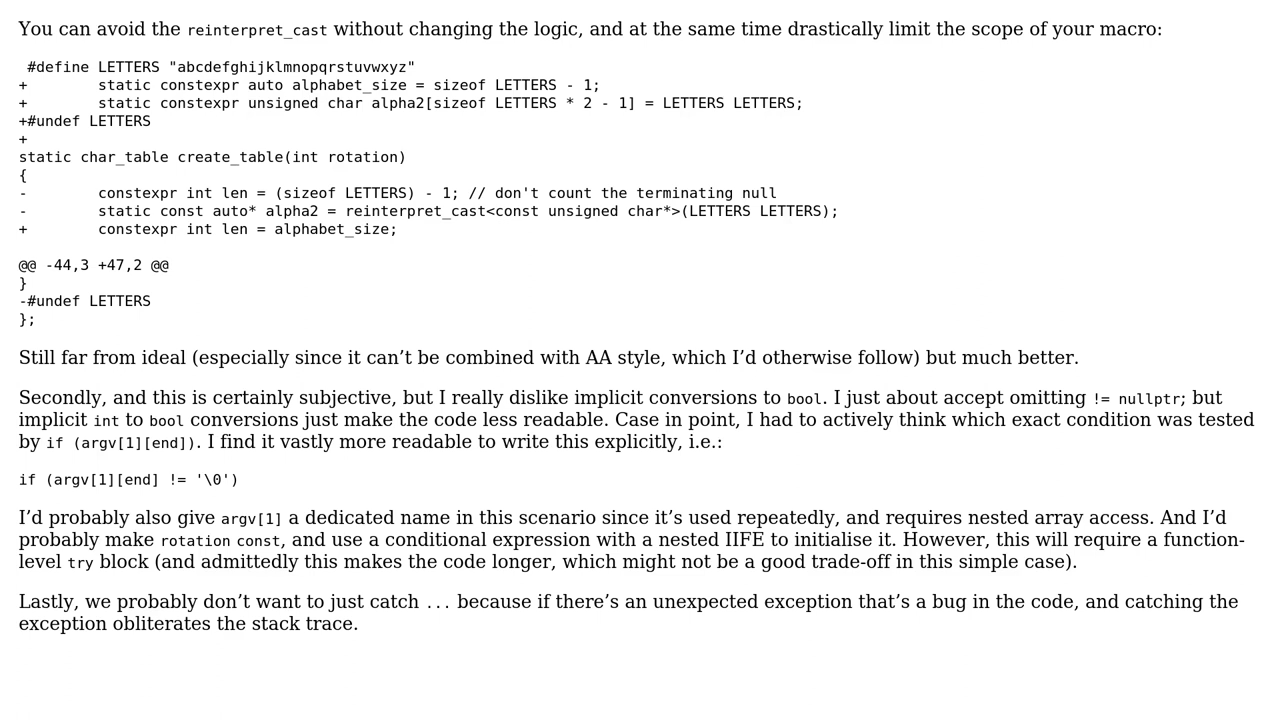 You can avoid the reinterpret_cast without changing the logic, and at the same time drastically limit the scope of your macro:
 #define LETTERS "abcdefghijklmnopqrstuvwxyz"
+        static constexpr auto alphabet_size = sizeof LETTERS - 1;
+        static constexpr unsigned char alpha2[sizeof LETTERS * 2 - 1] = LETTERS LETTERS;
+#undef LETTERS
+
static char_table create_table(int rotation)
{
-        constexpr int len = (sizeof LETTERS) - 1; // don't count the terminating null
-        static const auto* alpha2 = reinterpret_cast<const unsigned char*>(LETTERS LETTERS);
+        constexpr int len = alphabet_size;
@@ -44,3 +47,2 @@
}
-#undef LETTERS
};
Still far from ideal (especially since it can’t be combined with AA style, which I’d otherwise follow) but much better.
Secondly, and this is certainly subjective, but I really dislike implicit conversions to bool. I just about accept omitting != nullptr; but
implicit int to bool conversions just make the code less readable. Case in point, I had to actively think which exact condition was tested
by if (argv[1][end]). I find it vastly more readable to write this explicitly, i.e.:
if (argv[1][end] != '\0')
I’d probably also give argv[1] a dedicated name in this scenario since it’s used repeatedly, and requires nested array access. And I’d
probably make rotation const, and use a conditional expression with a nested IIFE to initialise it. However, this will require a function-
level try block (and admittedly this makes the code longer, which might not be a good trade-off in this simple case).
Lastly, we probably don’t want to just catch ... because if there’s an unexpected exception that’s a bug in the code, and catching the
exception obliterates the stack trace.